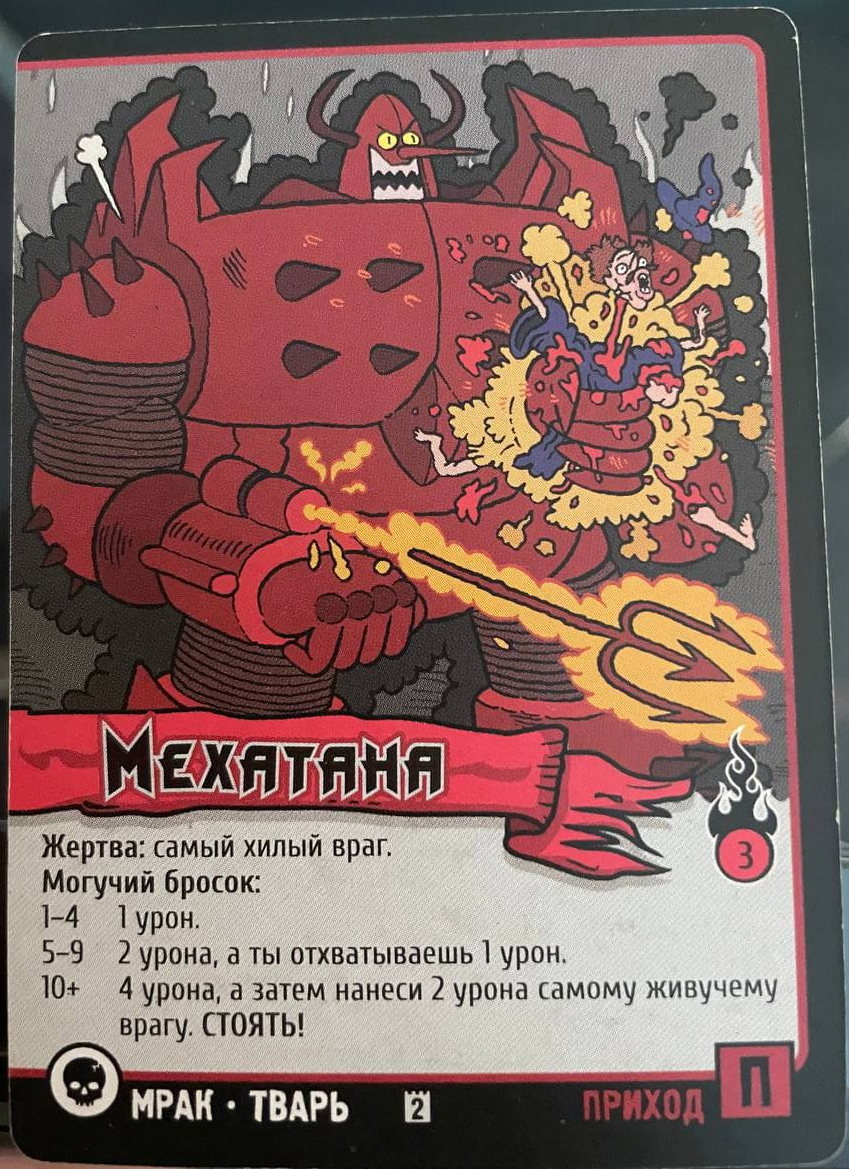 МЕХАТАНА
3
Жертва: самый хилый враг.
Могучий бросок:
1–4 1 урон.
5–9 2 урона, а ты отхватываешь 1 урон.
10+ 4 урона, а затем нанеси 2 урона самому живучему
врагу. СТОЯТЬ!
МРАК • ТВАРЬ 2 ПРИХОД П